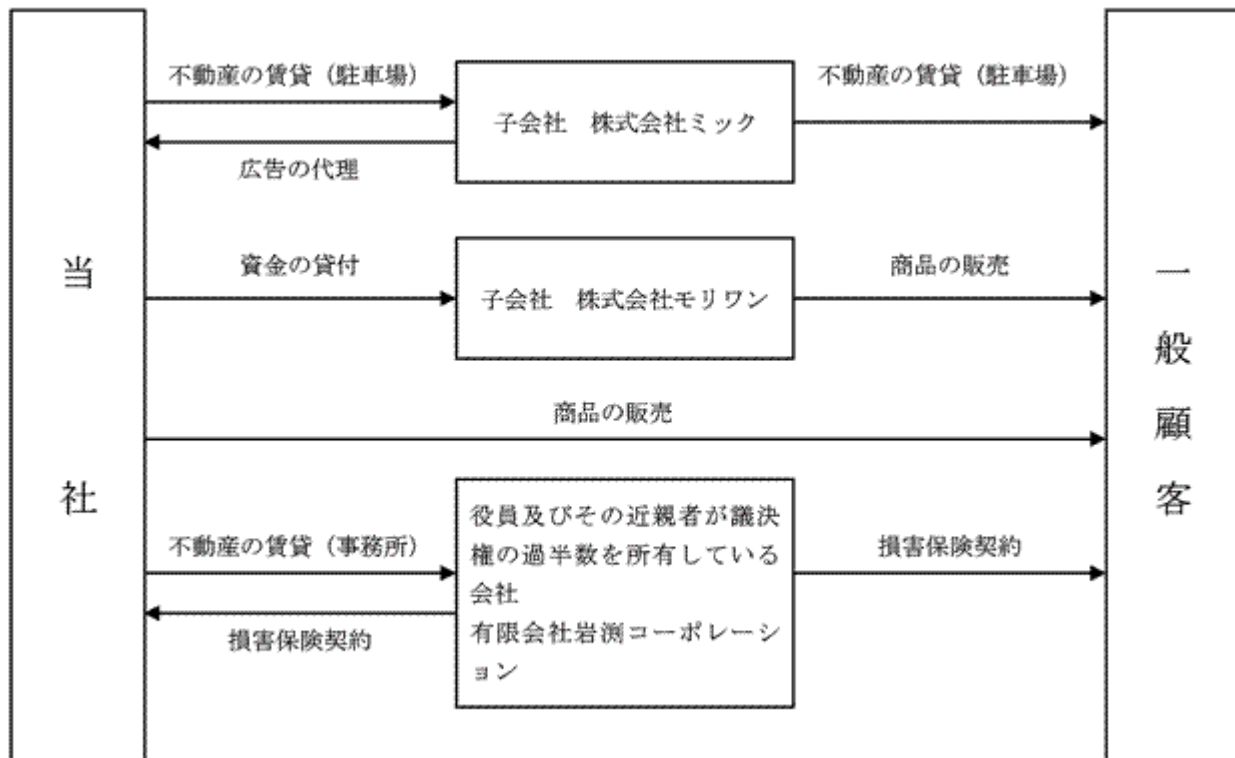 当社
不動産の賃貸（駐車場）
子会社　株式会社ミック
不動産の賃貸（駐車場）
広告の代理
資金の貸付
子会社　株式会社モリワン
商品の販売
商品の販売
不動産の賃貸（事務所）
役員及びその近親者が議決
権の過半数を所有している
会社
有限会社岩渕コーポレーシ
ョン
損害保険契約
損害保険契約
一般顧客